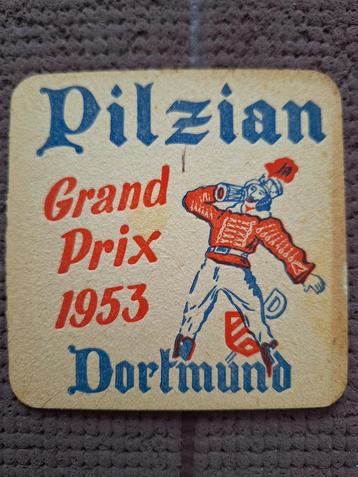 Pilzian
Grand
Prix
1953
Dortmund